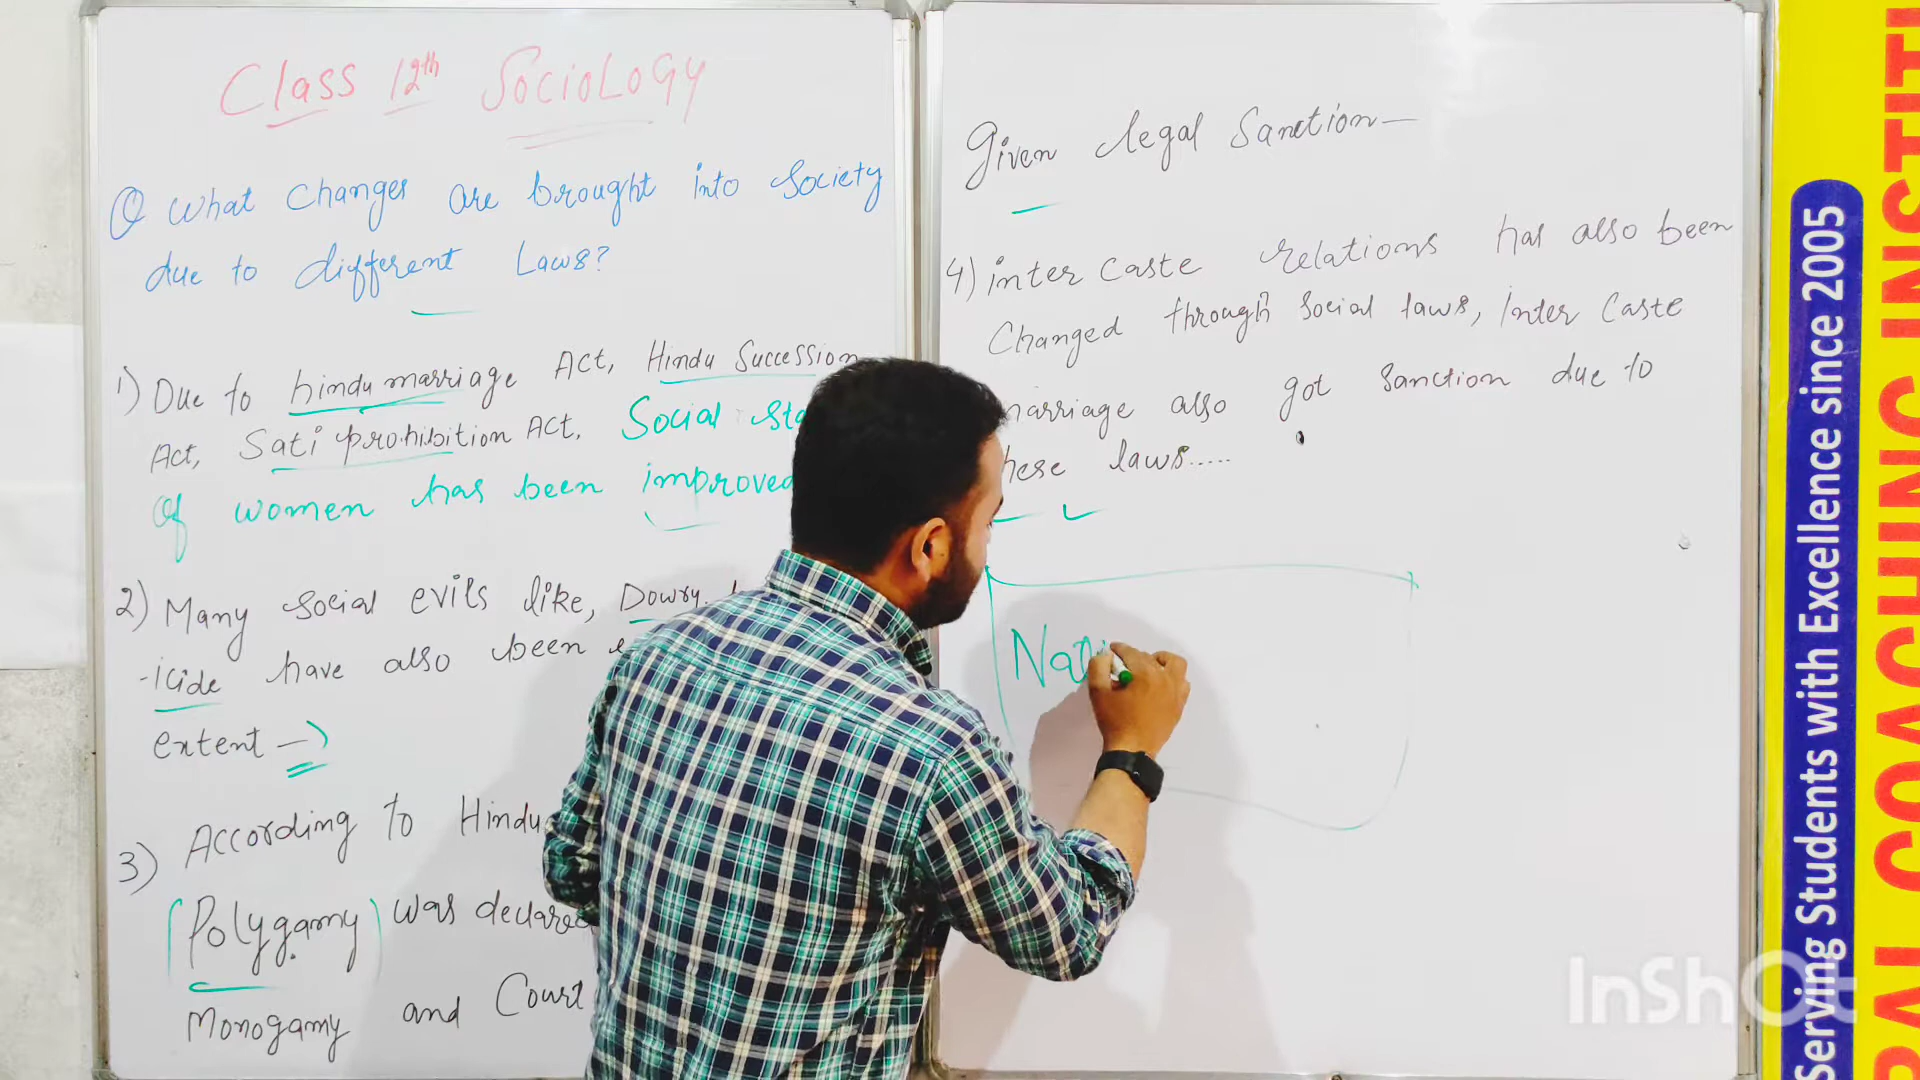 Class 12th Sociology
Q What Changes are brought into Society
due to different Laws?
1) Due to hindu marriage Act, Hindu Succession
Act, Sati prohibition Act, Social
of women has been improved
2) Many social evils like, Dowry
-icide have also been
extent –
3) According to Hindu
(Polygamy) was declared
Monogamy and Court
Given legal Sanction –
4) inter Caste relations has also been
Changed through social laws, Inter Caste
marriage also got sanction due to
these laws.....
Serving Students with Excellence since 2005
COACHING
InShot